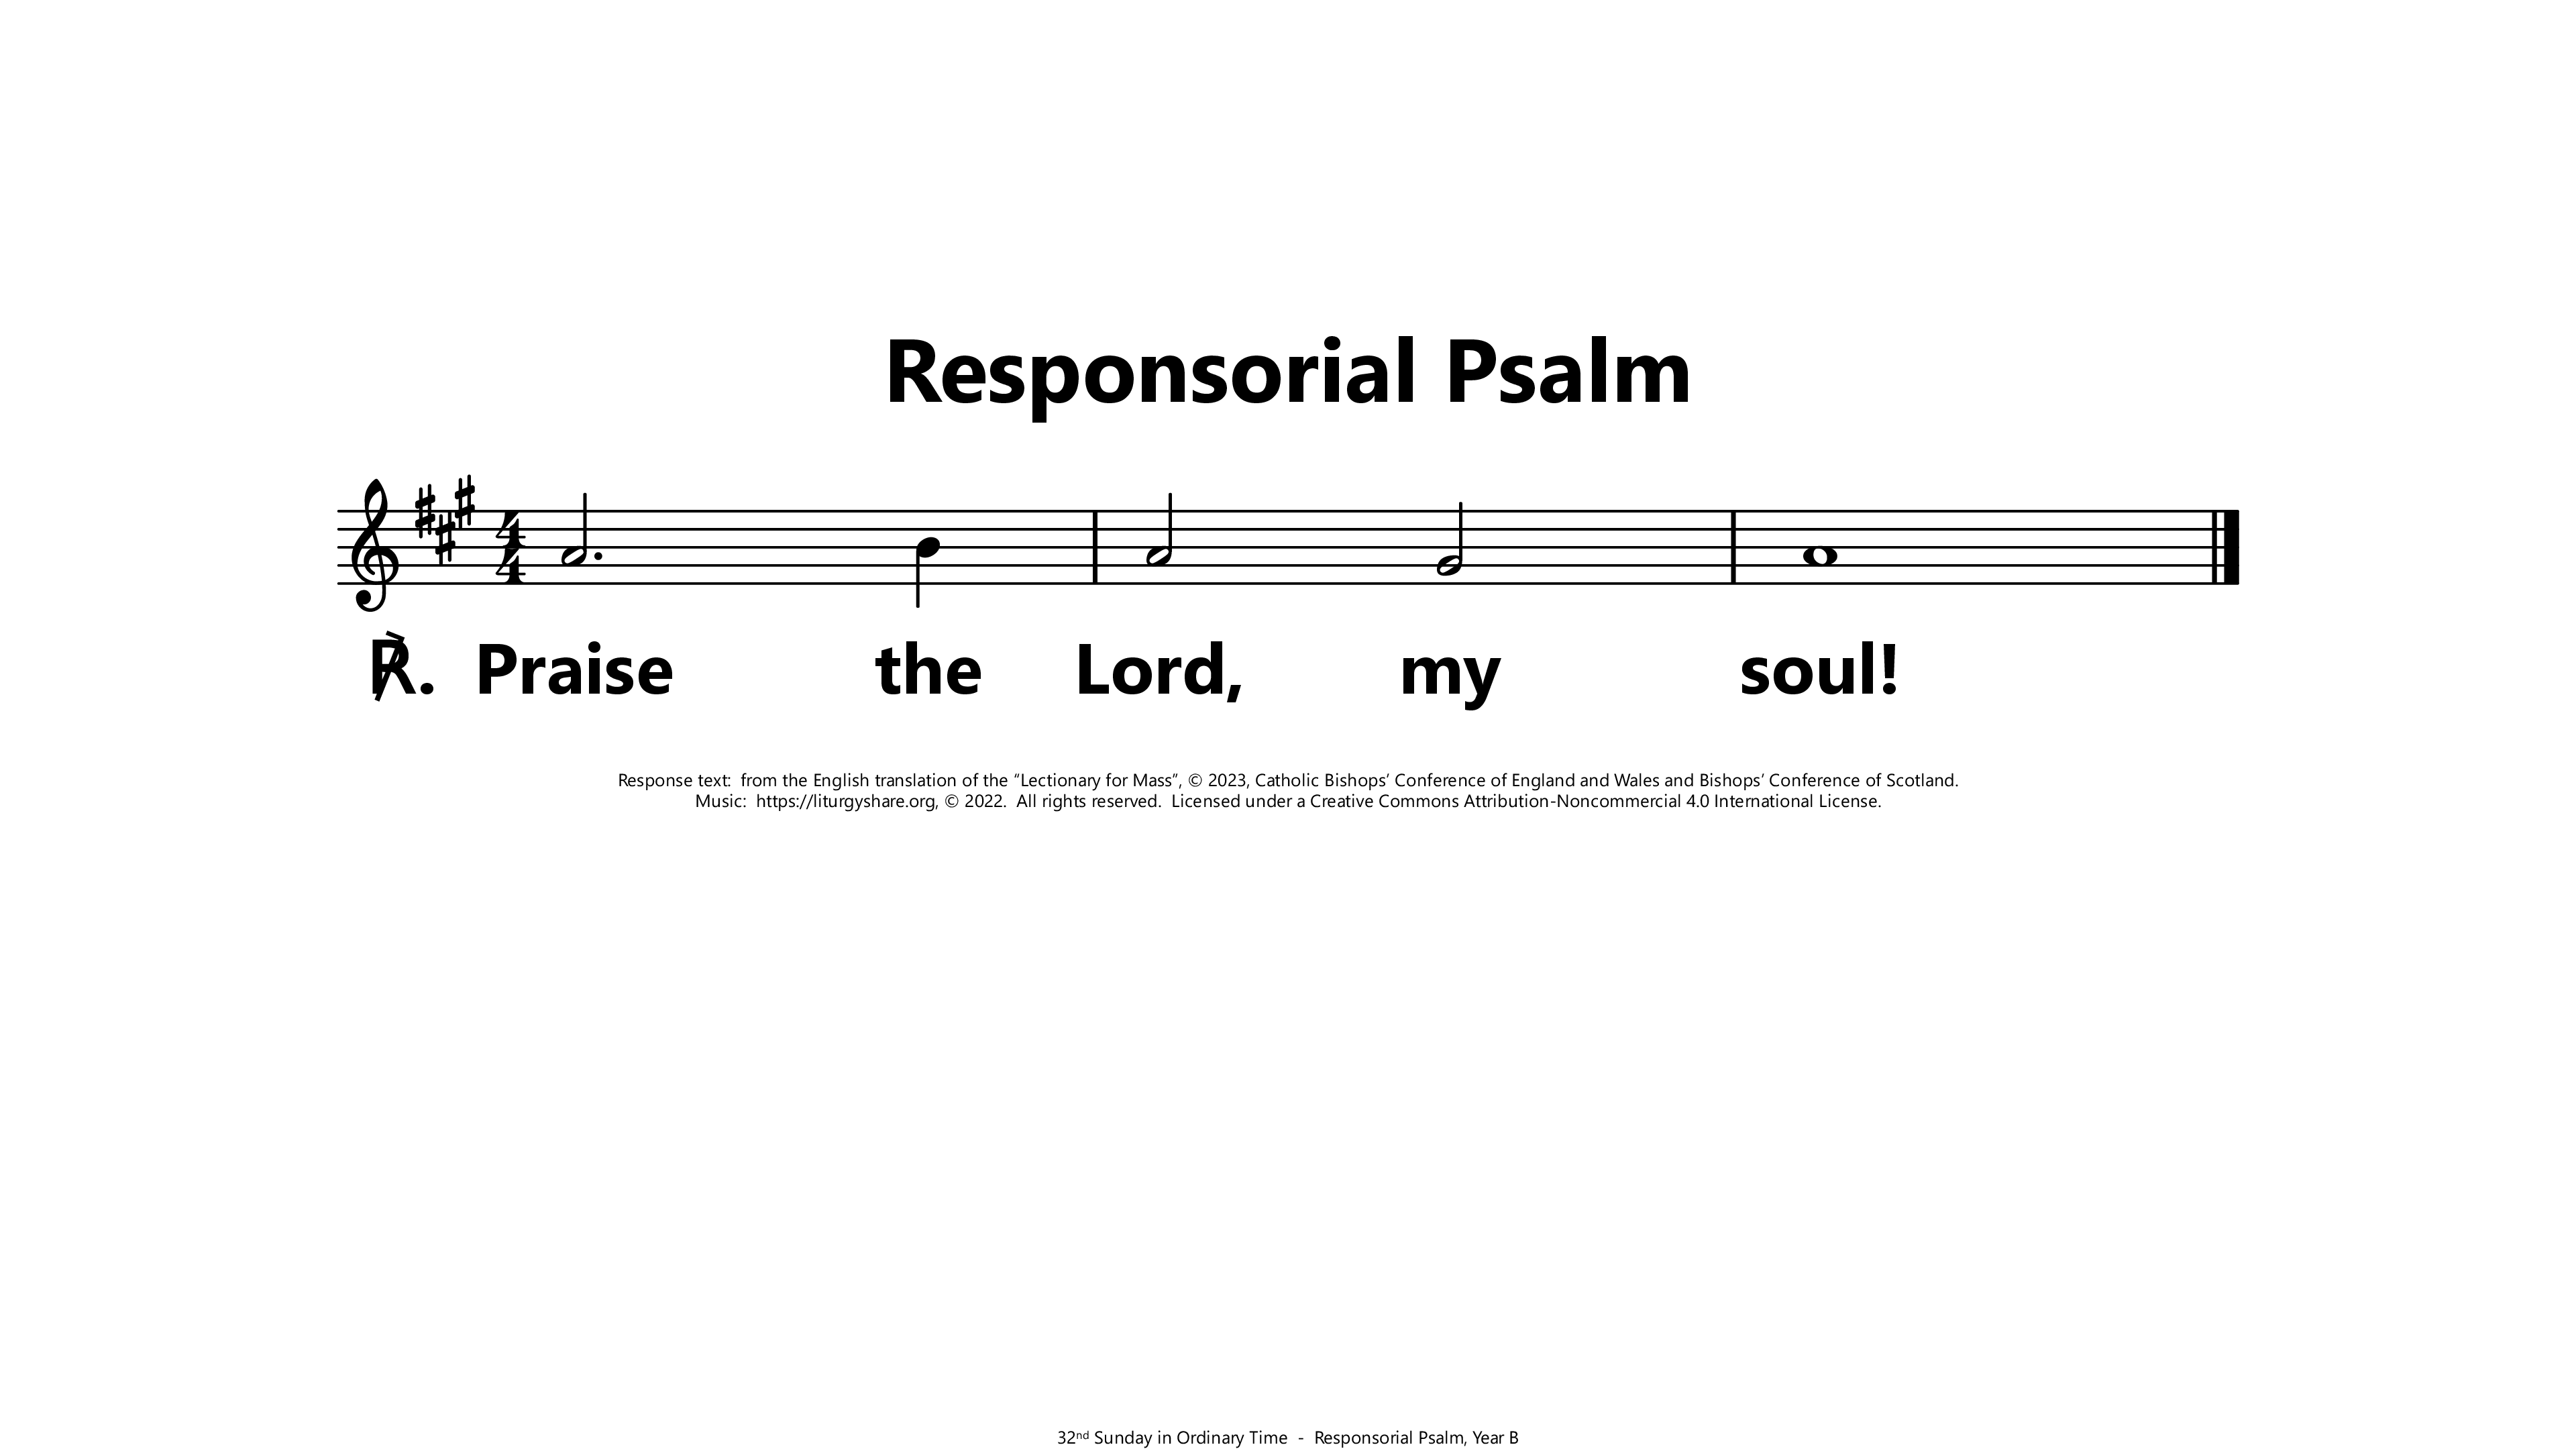 Responsorial Psalm
℟. Praise the Lord, my soul!
Response text:  from the English translation of the “Lectionary for Mass”, © 2023, Catholic Bishops’ Conference of England and Wales and Bishops’ Conference of Scotland.
Music:  https://liturgyshare.org, © 2022.  All rights reserved.  Licensed under a Creative Commons Attribution-Noncommercial 4.0 International License.
32nd Sunday in Ordinary Time  -  Responsorial Psalm, Year B